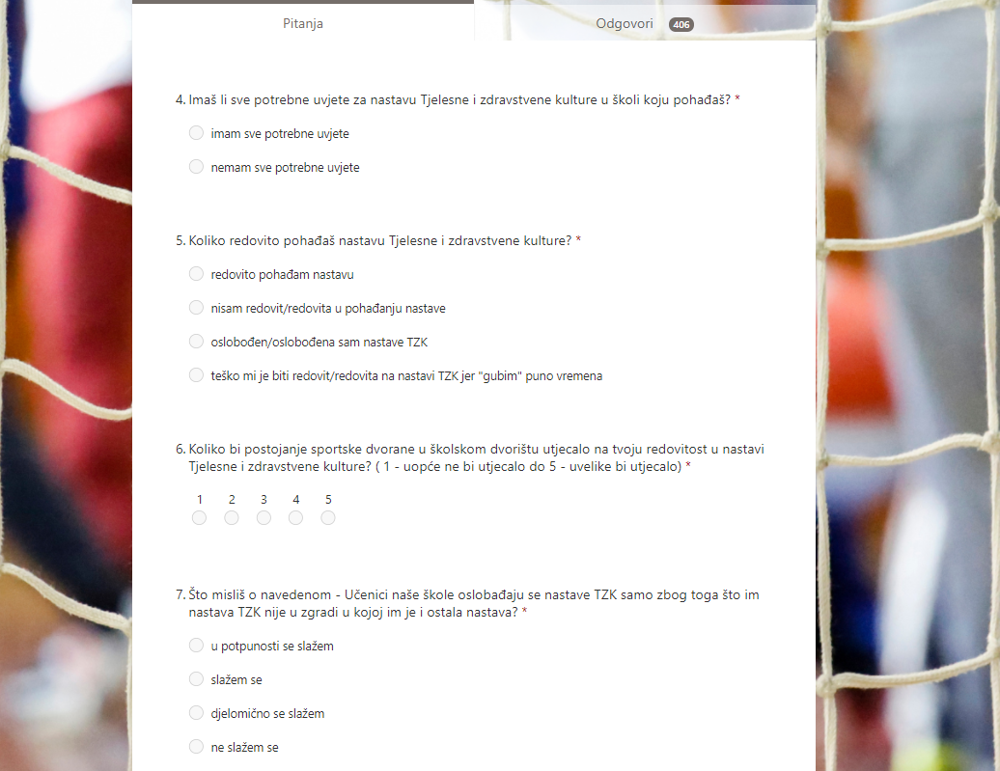 Pitanja
Odgovori 406
4. Imaš li sve potrebne uvjete za nastavu Tjelesne i zdravstvene kulture u školi koju pohađaš? *
imam sve potrebne uvjete
nemam sve potrebne uvjete
5. Koliko redovito pohađaš nastavu Tjelesne i zdravstvene kulture? *
redovito pohađam nastavu
nisam redovit/redovita u pohađanju nastave
oslobođen/oslobođena sam nastave TZK
teško mi je biti redovit/redovita na nastavi TZK jer "gubim" puno vremena
6. Koliko bi postojanje sportske dvorane u školskom dvorištu utjecalo na tvoju redovitost u nastavi
Tjelesne i zdravstvene kulture? ( 1 - uopće ne bi utjecalo do 5 - uvelike bi utjecalo) *
1 2 3 4 5
7. Što misliš o navedenom - Učenici naše škole oslobađaju se nastave TZK samo zbog toga što im
nastava TZK nije u zgradi u kojoj im je i ostala nastava? *
u potpunosti se slažem
slažem se
djelomično se slažem
ne slažem se